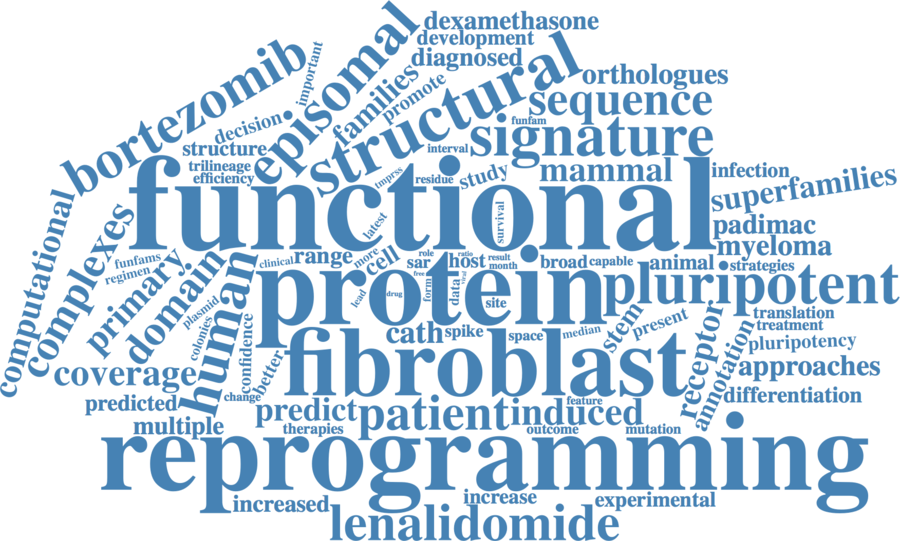 dexamethasone
development
diagnosed
important
episomal
bortezomib
families
promote
structural
orthologues
sequence
decision
structure
funfam
signature
interval
trilineage
efficiency
functional
tmprss
residue
study
mammal
infection
superfamilies
survival
latest
computational
complexes
padimac
myeloma
funfams
regimen
primary
domain
clinical
range
more
cell
role
sar
free
host
ratio
result
month
broad
capable
animal
strategies
human
protein
pluripotent
plasmid
colonies
lead
drug
form
data
viral
site
translation
treatment
pluripotency
confidence
better
cath
spike
space
median
stem
present
receptor
annotation
approaches
coverage
fibroblast
differentiation
predicted
change
predict
patient
induced
feature
multiple
therapies
outcome
mutation
reprogramming
increased
increase
experimental
lenalidomide